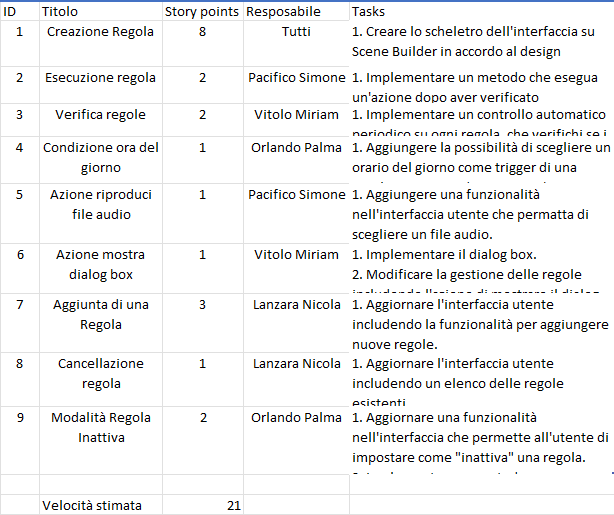 ID Titolo Story points Resposabile Tasks
1 Creazione Regola 8 Tutti 1. Creare lo scheletro dell'interfaccia su
Scene Builder in accordo al design
2 Esecuzione regola 2 Pacifico Simone 1. Implementare un metodo che esegua
un'azione dopo aver verificato
3 Verifica regole 2 Vitolo Miriam 1. Implementare un controllo automatico
periodico su ogni regola, che verifichi se i
4 Condizione ora del 1 Orlando Palma 1. Aggiungere la possibilità di scegliere un
giorno orario del giorno come trigger di una
5 Azione riproduci 1 Pacifico Simone 1. Aggiungere una funzionalità
file audio nell'interfaccia utente che permatta di
scegliere un file audio.
6 Azione mostra 1 Vitolo Miriam 1. Implementare il dialog box.
dialog box 2. Modificare la gestione delle regole
includendo l'azione di mostrare il dialog
7 Aggiunta di una 3 Lanzara Nicola 1. Aggiornare l'interfaccia utente
Regola includendo la funzionalità per aggiungere
nuove regole.
8 Cancellazione 1 Lanzara Nicola 1. Aggiornare l'interfaccia utente
regola includendo un elenco delle regole
esistenti
9 Modalità Regola 2 Orlando Palma 1. Aggiornare una funzionalità
Inattiva nell'interfaccia che permette all'utente di
impostare come "inattiva" una regola.
Velocità stimata 21